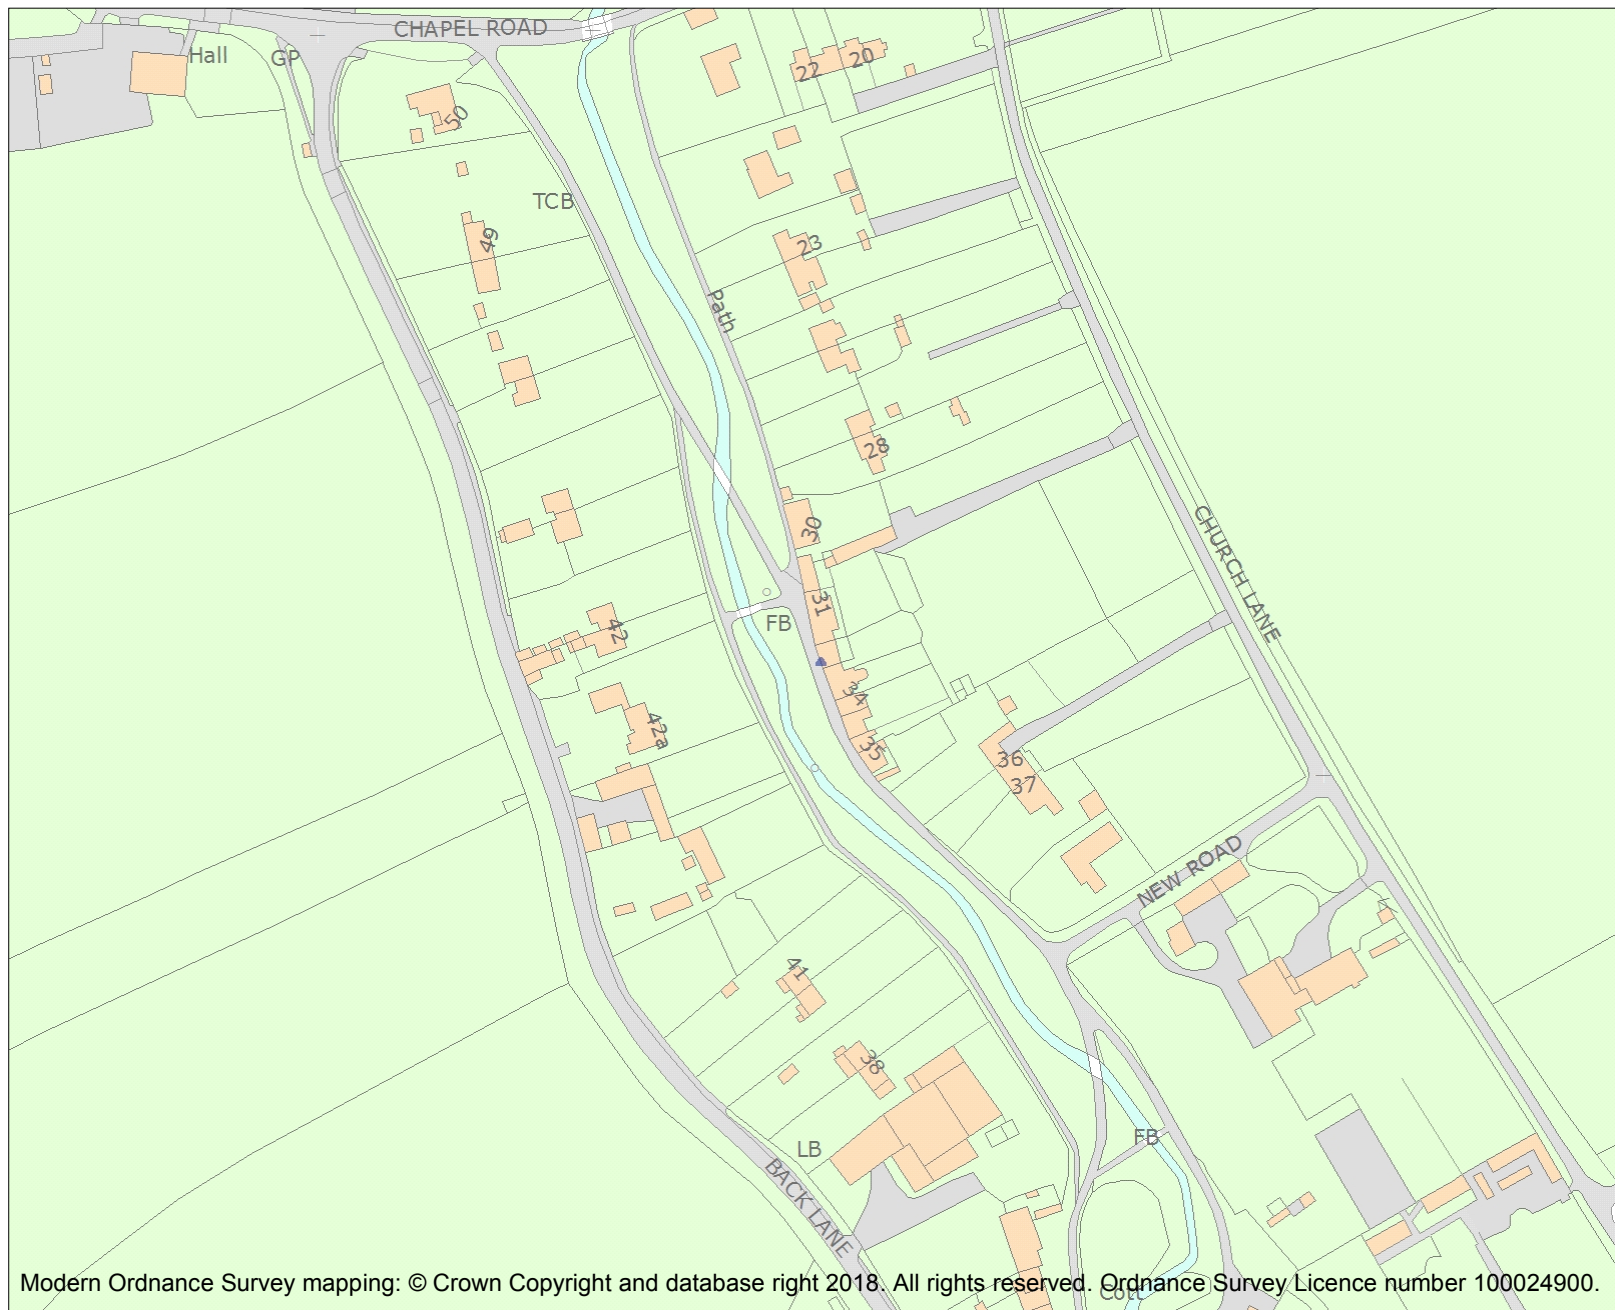 CHAPEL ROAD
Hall
GP
22
20
50
TCB
49
23
Path
28
30
CHURCH LANE
31
FB
42
34
42a
35
36
37
NEW ROAD
41
38
FB
LB
BACK LANE
Modern Ordnance Survey mapping: © Crown Copyright and database right 2018. All rights reserved. Ordnance Survey Licence number 100024900.